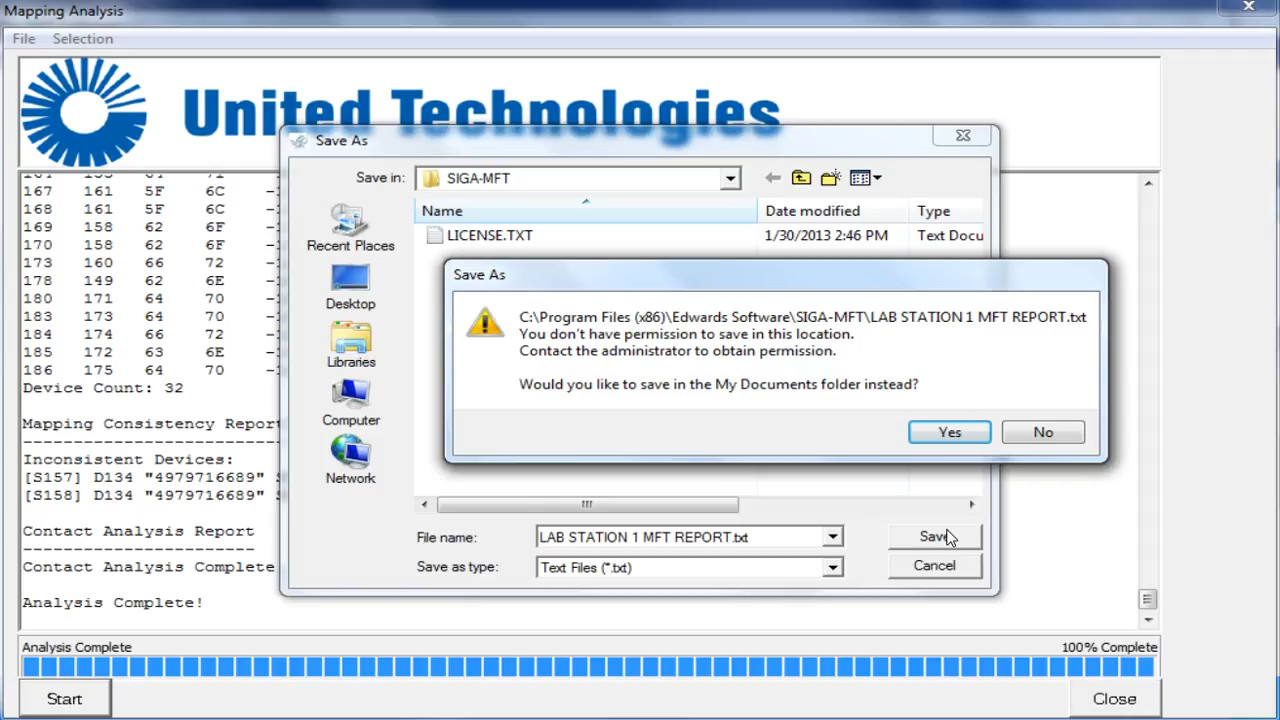 Mapping Analysis
File Selection
United Technologies
167 161 5F 6C
168 161 5F 6C
169 158 62 6F
170 158 62 6F
173 160 66 72
178 149 62 6E
180 171 64 70
183 173 64 70
184 174 66 72
185 172 63 6E
186 175 64 70
Device Count: 32
Mapping Consistency Report
Inconsistent Devices:
[S157] D134 "4979716689"
[S158] D134 "4979716689"
Contact Analysis Report
Contact Analysis Complete
Analysis Complete!
Analysis Complete 100% Complete
Start Close
Save As
Save in: SIGA-MFT
Recent Places
Desktop
Libraries
Computer
Network
Name Date modified Type
LICENSE.TXT 1/30/2013 2:46 PM Text Docu
File name: LAB STATION 1 MFT REPORT.txt Save
Save as type: Text Files (*.txt) Cancel
Save As
C:\Program Files (x86)\Edwards Software\SIGA-MFT\LAB STATION 1 MFT REPORT.txt
You don't have permission to save in this location.
Contact the administrator to obtain permission.
Would you like to save in the My Documents folder instead?
Yes No